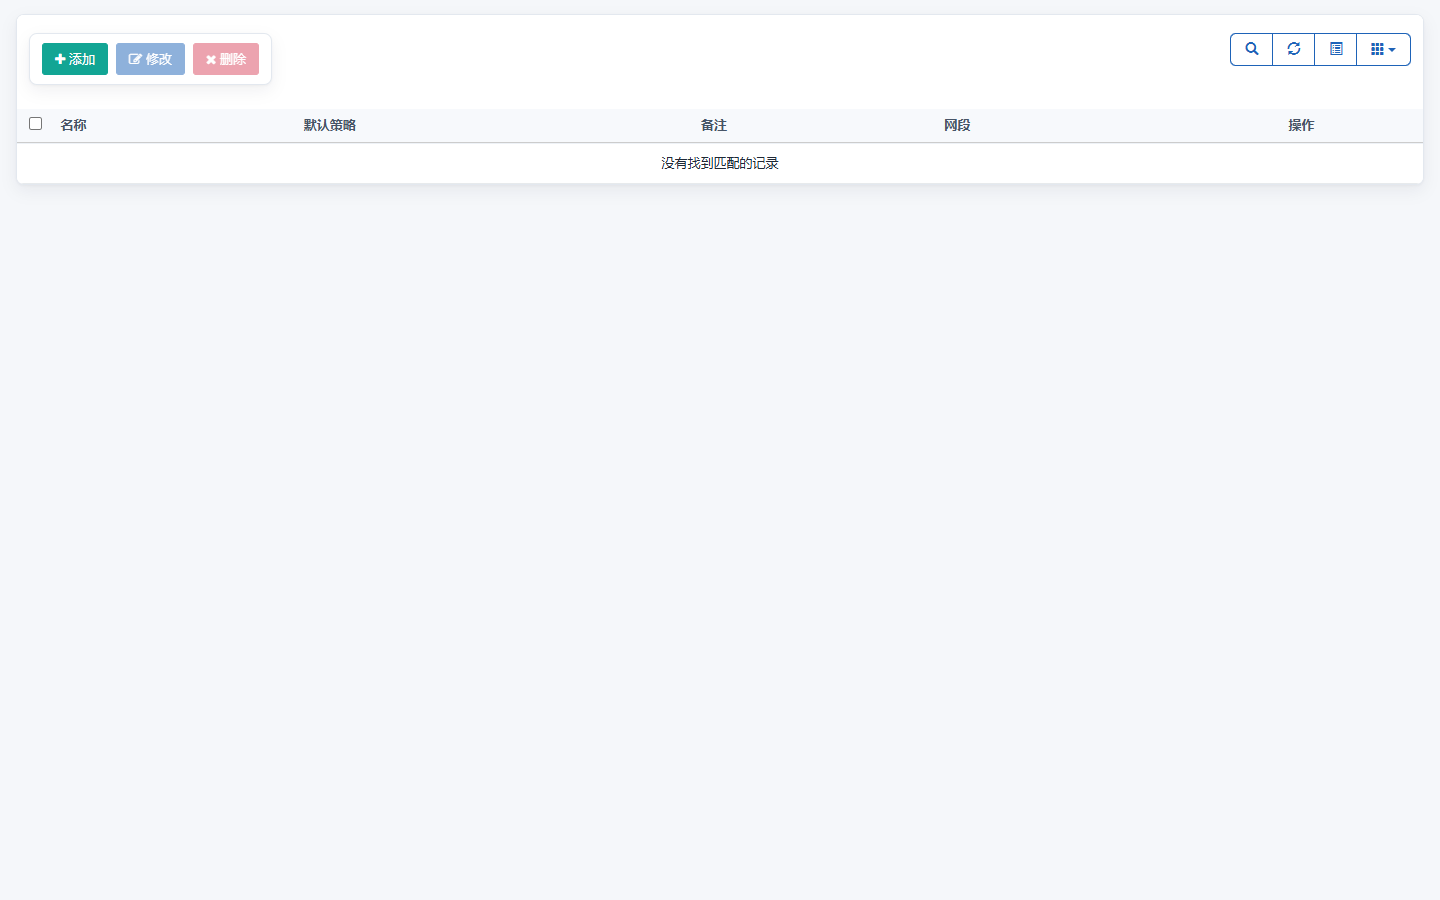 添加 修改 删除
名称 默认策略 备注 网段 操作
没有找到匹配的记录